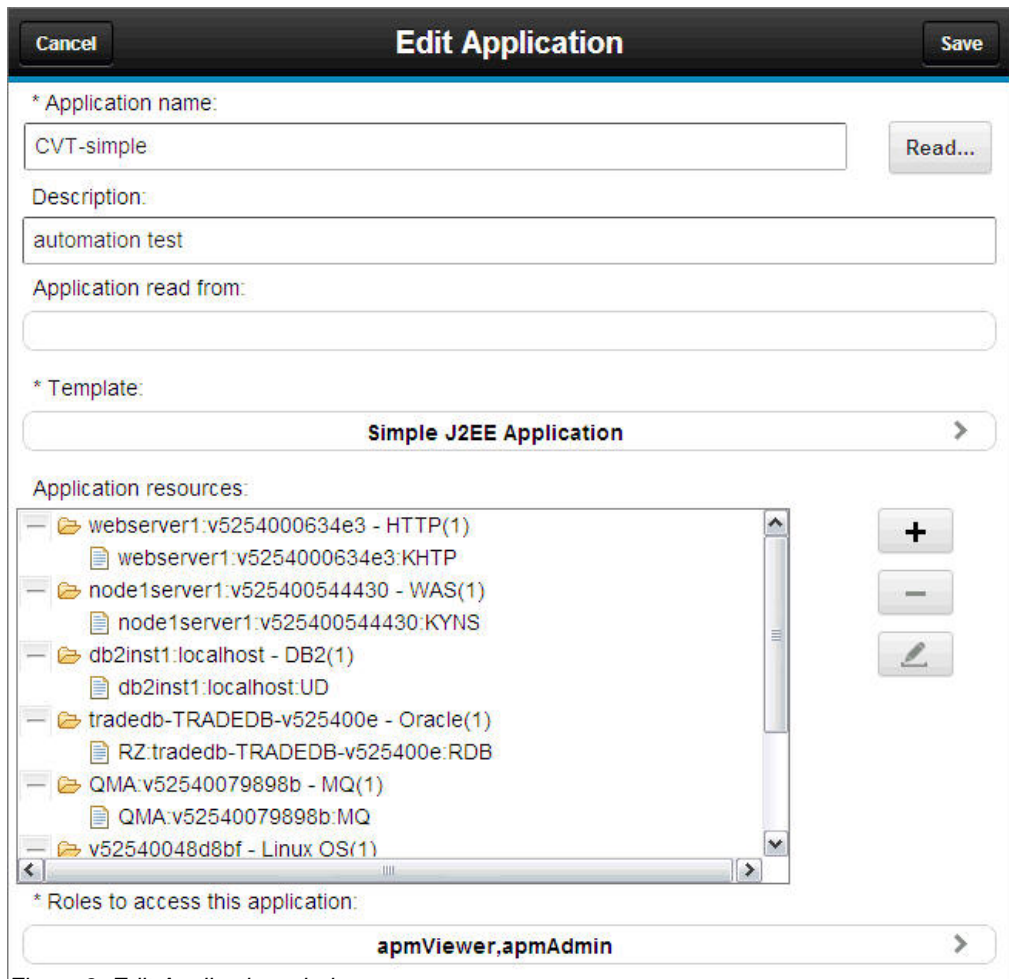 Cancel Edit Application Save
* Application name:
CVT-simple Read...
Description:
automation test
Application read from:
* Template:
Simple J2EE Application
Application resources:
webserver1:v5254000634e3 - HTTP(1)
webserver1:v5254000634e3:KHTP
node1server1:v525400544430 - WAS(1)
node1server1:v525400544430:KYNS
db2inst1:localhost - DB2(1)
db2inst1:localhost:UD
tradedb-TRADEDB-v525400e - Oracle(1)
RZ:tradedb-TRADEDB-v525400e:RDB
QMA:v52540079898b - MQ(1)
QMA:v52540079898b:MQ
v52540048d8bf - Linux OS(1)
* Roles to access this application:
apmViewer,apmAdmin